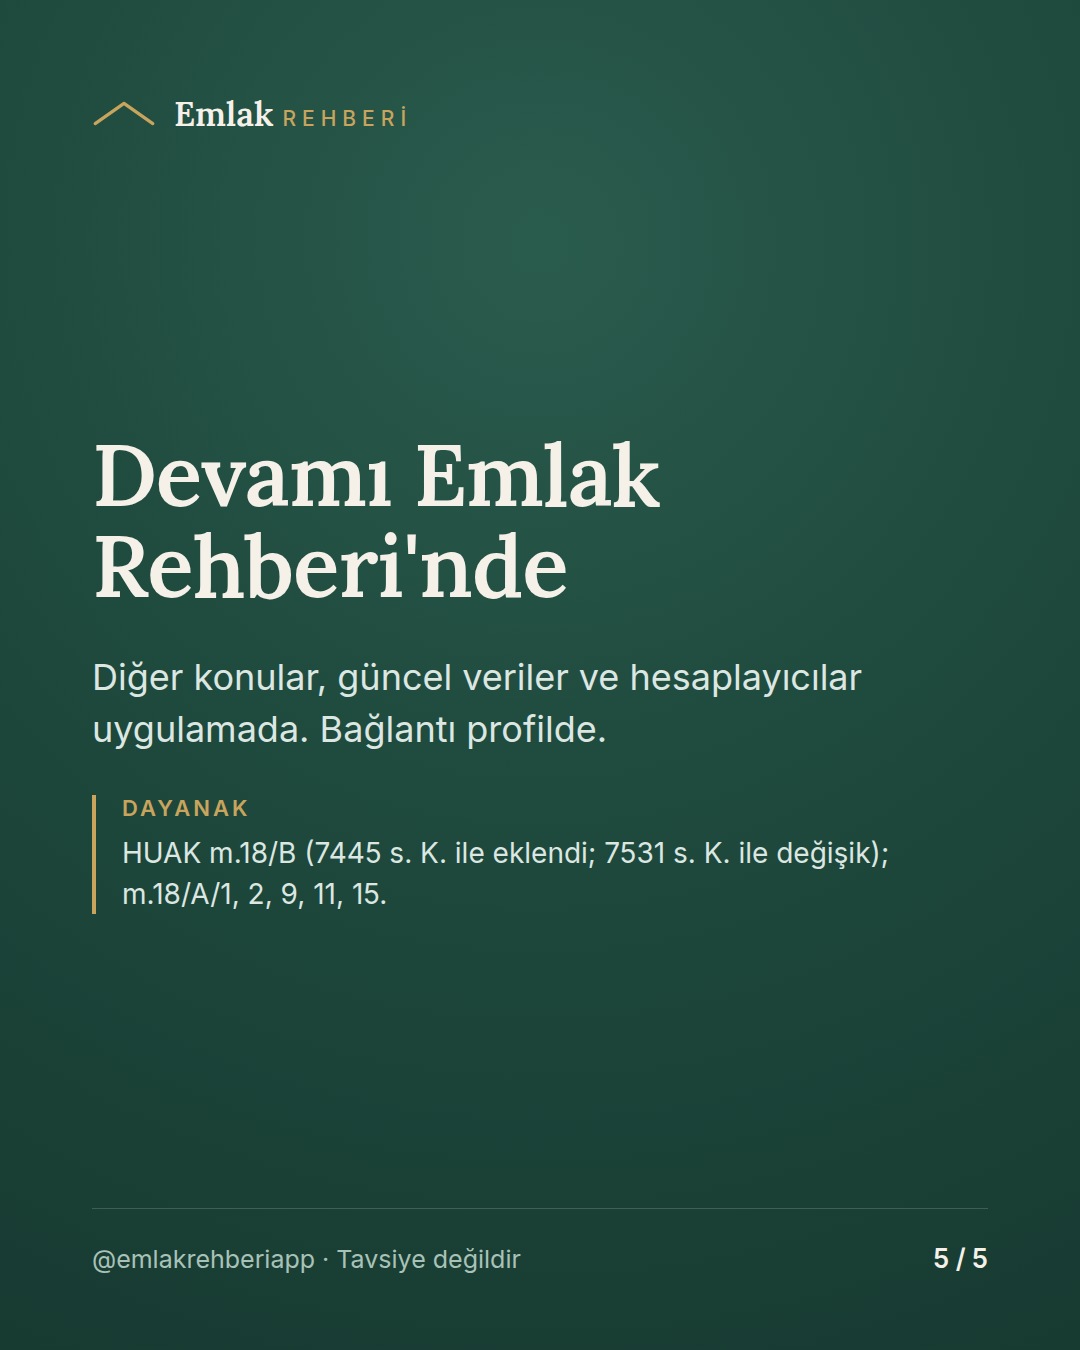 Emlak REHBERİ
Devamı Emlak
Rehberi'nde
Diğer konular, güncel veriler ve hesaplayıcılar
uygulamada. Bağlantı profilde.
DAYANAK
HUAK m.18/B (7445 s. K. ile eklendi; 7531 s. K. ile değişik);
m.18/A/1, 2, 9, 11, 15.
@emlakrehberiapp · Tavsiye değildir
5 / 5